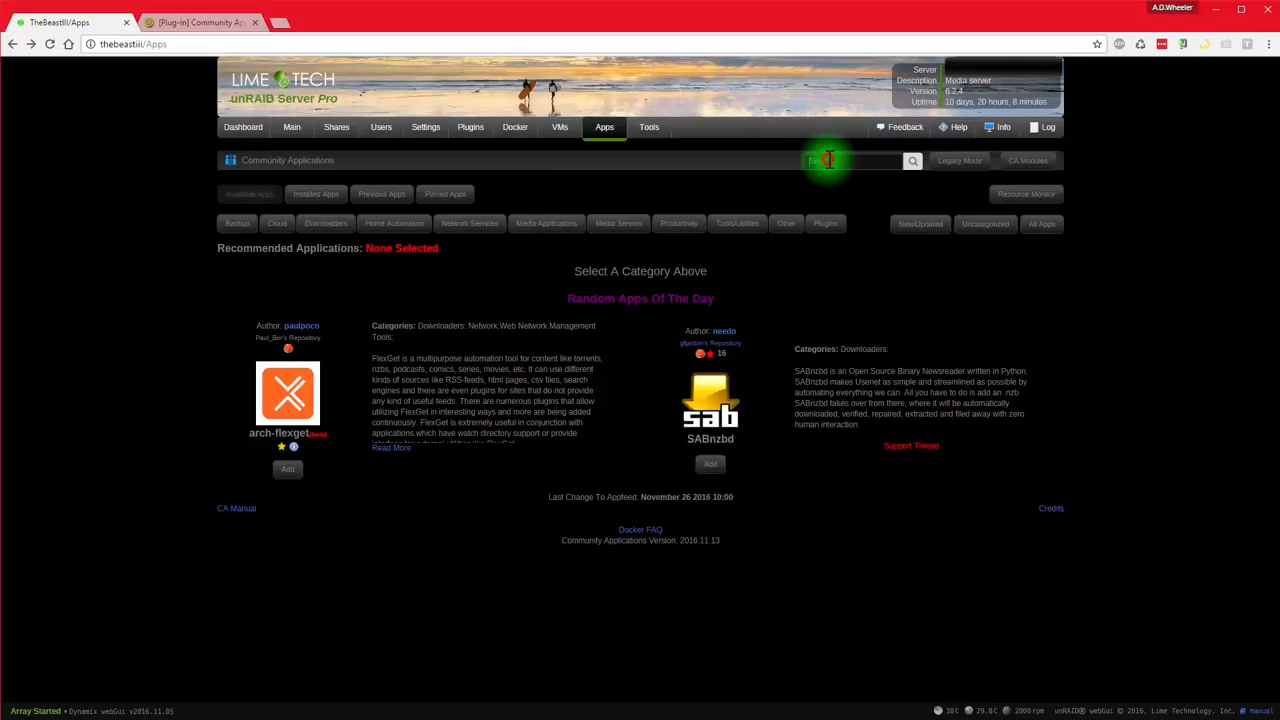 A.D.Wheeler
TheBeastIII/Apps
[Plug-In] Community Ap
thebeastiii/Apps
LIME TECH
unRAID Server Pro
Server
Description Media server
Version 6.2.4
Uptime 10 days, 20 hours, 8 minutes
Dashboard Main Shares Users Settings Plugins Docker VMs Apps Tools Feedback Help Info Log
Community Applications
Legacy Mode CA Modules
Available Apps Installed Apps Previous Apps Pinned Apps Resource Monitor
Backup Cloud Downloaders Home Automation Network Services Media Applications Media Servers Productivity Tools/Utilities Other Plugins New/Updated Uncategorized All Apps
Recommended Applications: None Selected
Select A Category Above
Random Apps Of The Day
Author: paulpoco
Paul_Ber's Repository
arch-flexget(Beta)
Add
Categories: Downloaders: Network:Web Network:Management
Tools:
FlexGet is a multipurpose automation tool for content like torrents,
nzbs, podcasts, comics, series, movies, etc. It can use different
kinds of sources like RSS-feeds, html pages, csv files, search
engines and there are even plugins for sites that do not provide
any kind of useful feeds. There are numerous plugins that allow
utilizing FlexGet in interesting ways and more are being added
continuously. FlexGet is extremely useful in conjunction with
applications which have watch directory support or provide
interface for external utilities like FlexGet.
Read More
Author: needo
gfjardim's Repository
16
sab
SABnzbd
Add
Categories: Downloaders:
SABnzbd is an Open Source Binary Newsreader written in Python.
SABnzbd makes Usenet as simple and streamlined as possible by
automating everything we can. All you have to do is add an .nzb.
SABnzbd takes over from there, where it will be automatically
downloaded, verified, repaired, extracted and filed away with zero
human interaction.
Support Thread
Last Change To Appfeed: November 26 2016 10:00
CA Manual
Credits
Docker FAQ
Community Applications Version: 2016.11.13
Array Started • Dynamix webGui v2016.11.05
38 C 29.8 C 2000 rpm unRAID® webGui © 2016, Lime Technology, Inc. manual